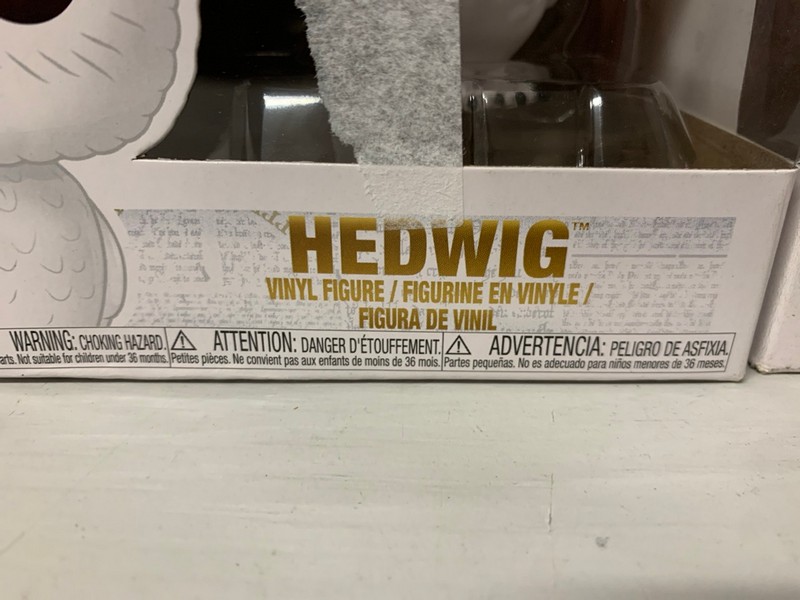 HEDWIG™
VINYL FIGURE / FIGURINE EN VINYLE /
FIGURA DE VINIL
WARNING: CHOKING HAZARD.
arts. Not suitable for children under 36 months.
ATTENTION: DANGER D'ÉTOUFFEMENT.
Petites pièces. Ne convient pas aux enfants de moins de 36 mois.
ADVERTENCIA: PELIGRO DE ASFIXIA.
Partes pequeñas. No es adecuado para niños menores de 36 meses.